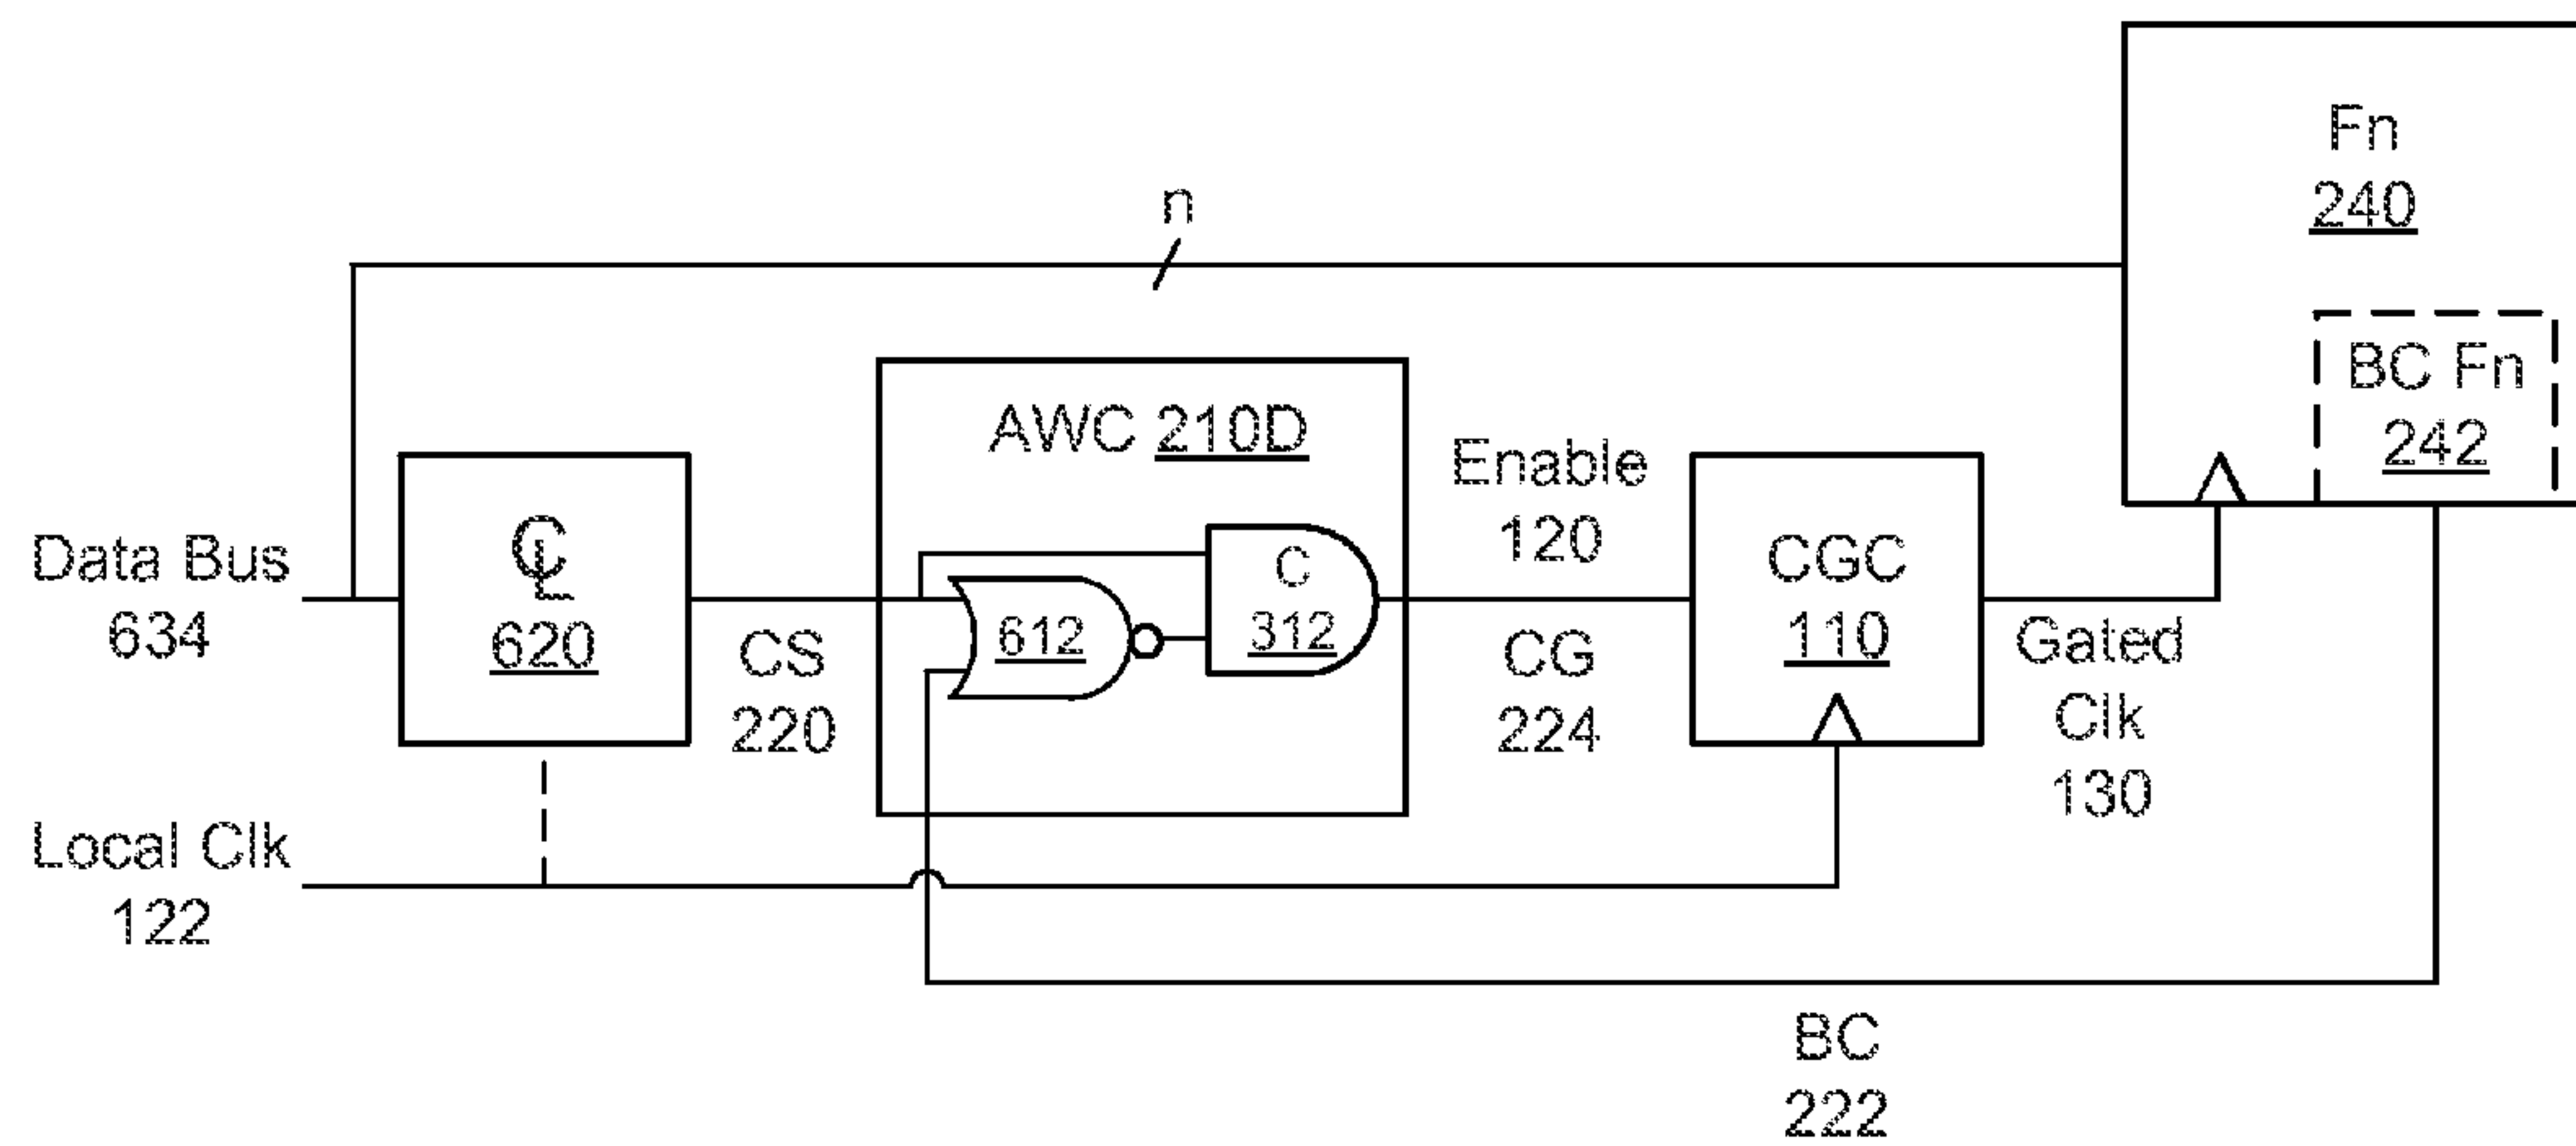 Fn
240
n
BC Fn
242
AWC 210D
Enable
120
C
312
612
CL
620
CGC
110
Data Bus
634
CS
220
CG
224
Gated
Clk
130
Local Clk
122
BC
222